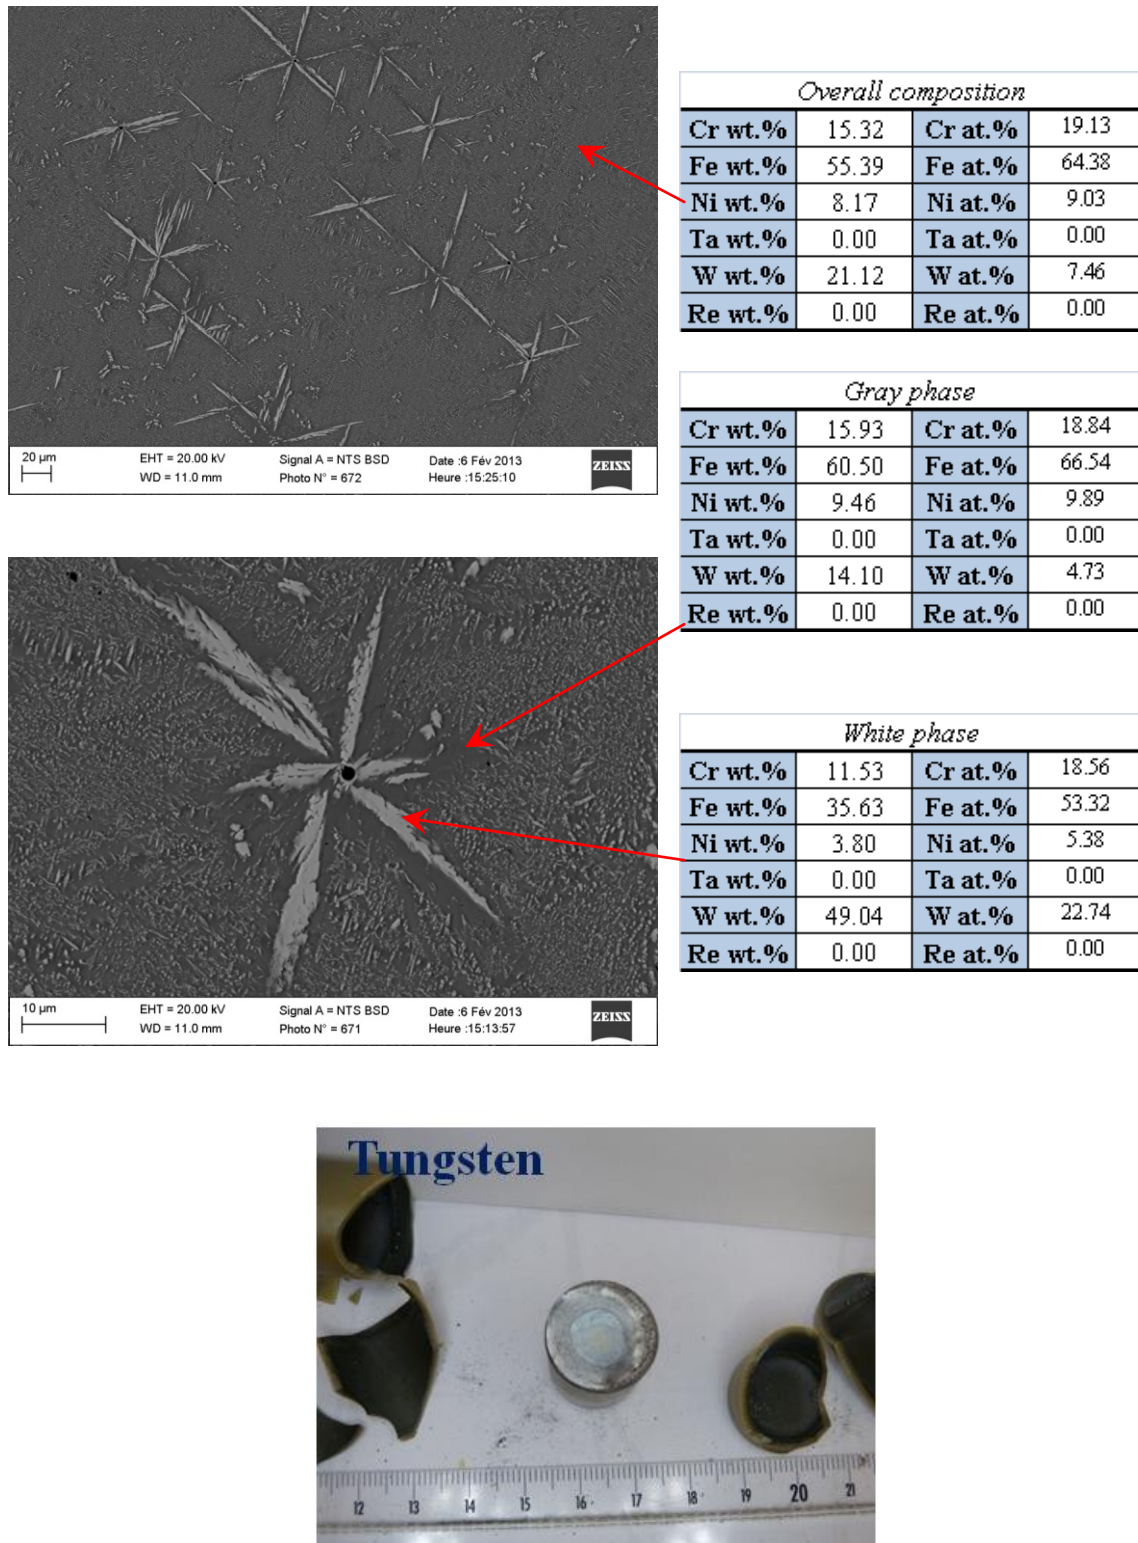 Overall composition
Cr wt.% 15.32 Cr at.% 19.13
Fe wt.% 55.39 Fe at.% 64.38
Ni wt.% 8.17 Ni at.% 9.03
Ta wt.% 0.00 Ta at.% 0.00
W wt.% 21.12 W at.% 7.46
Re wt.% 0.00 Re at.% 0.00
20 µm EHT = 20.00 kV Signal A = NTS BSD Date :6 Fév 2013 ZEISS
WD = 11.0 mm Photo N° = 672 Heure :15:25:10
Gray phase
Cr wt.% 15.93 Cr at.% 18.84
Fe wt.% 60.50 Fe at.% 66.54
Ni wt.% 9.46 Ni at.% 9.89
Ta wt.% 0.00 Ta at.% 0.00
W wt.% 14.10 W at.% 4.73
Re wt.% 0.00 Re at.% 0.00
White phase
Cr wt.% 11.53 Cr at.% 18.56
Fe wt.% 35.63 Fe at.% 53.32
Ni wt.% 3.80 Ni at.% 5.38
Ta wt.% 0.00 Ta at.% 0.00
W wt.% 49.04 W at.% 22.74
Re wt.% 0.00 Re at.% 0.00
10 µm EHT = 20.00 kV Signal A = NTS BSD Date :6 Fév 2013 ZEISS
WD = 11.0 mm Photo N° = 671 Heure :15:13:57
Tungsten
12 13 14 15 16 17 18 19 20 21